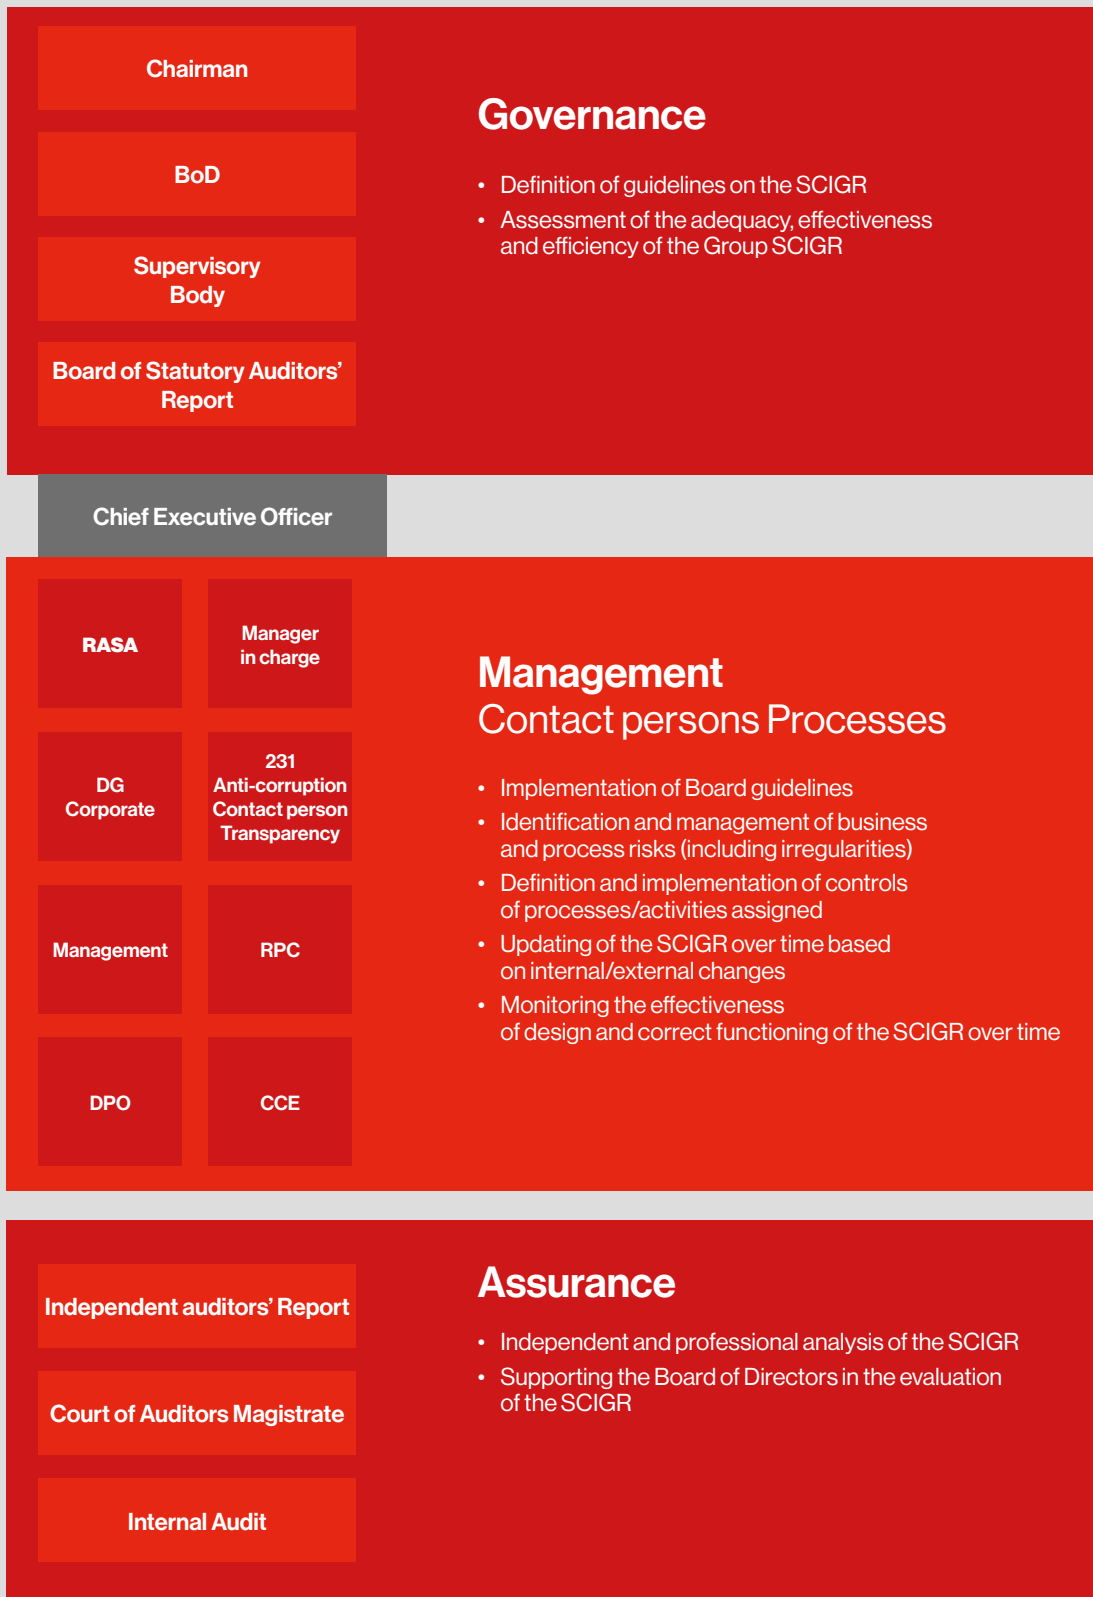 Chairman
BoD
Supervisory
Body
Board of Statutory Auditors’
Report
Governance
• Definition of guidelines on the SCIGR
• Assessment of the adequacy, effectiveness
and efficiency of the Group SCIGR
Chief Executive Officer
RASA
Manager
in charge
DG
Corporate
231
Anti-corruption
Contact person
Transparency
Management
RPC
DPO
CCE
Management
Contact persons Processes
• Implementation of Board guidelines
• Identification and management of business
and process risks (including irregularities)
• Definition and implementation of controls
of processes/activities assigned
• Updating of the SCIGR over time based
on internal/external changes
• Monitoring the effectiveness
of design and correct functioning of the SCIGR over time
Independent auditors’ Report
Court of Auditors Magistrate
Internal Audit
Assurance
• Independent and professional analysis of the SCIGR
• Supporting the Board of Directors in the evaluation
of the SCIGR